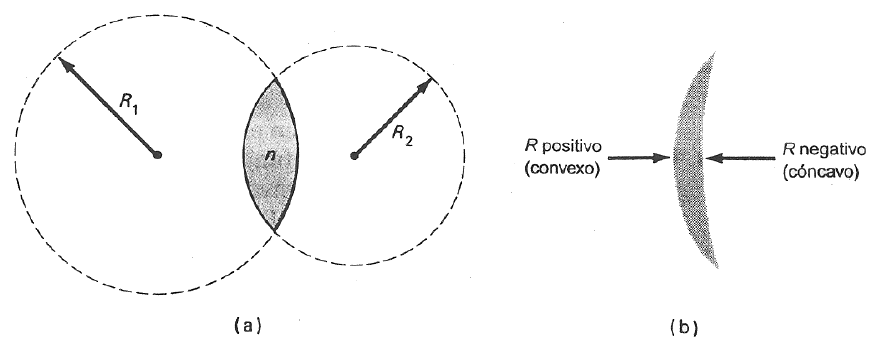 R1
n
R2
R positivo
(convexo)
R negativo
(cóncavo)
(a)
(b)